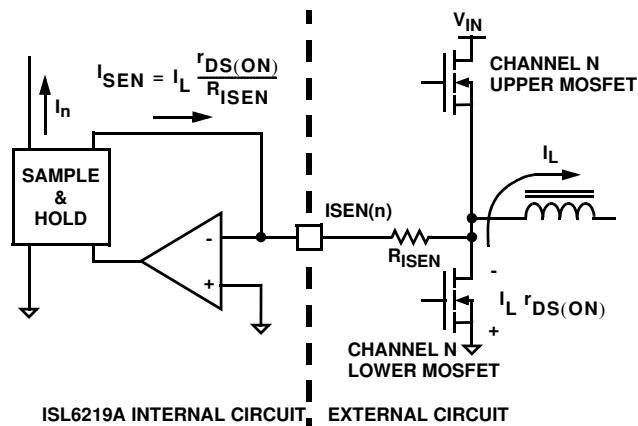 V_IN
CHANNEL N
UPPER MOSFET
I_SEN = I_L r_DS(ON) / R_ISEN
I_n
SAMPLE
&
HOLD
I_L
ISEN(n)
-
+
R_ISEN
-
I_L r_DS(ON)
+
CHANNEL N
LOWER MOSFET
ISL6219A INTERNAL CIRCUIT
EXTERNAL CIRCUIT